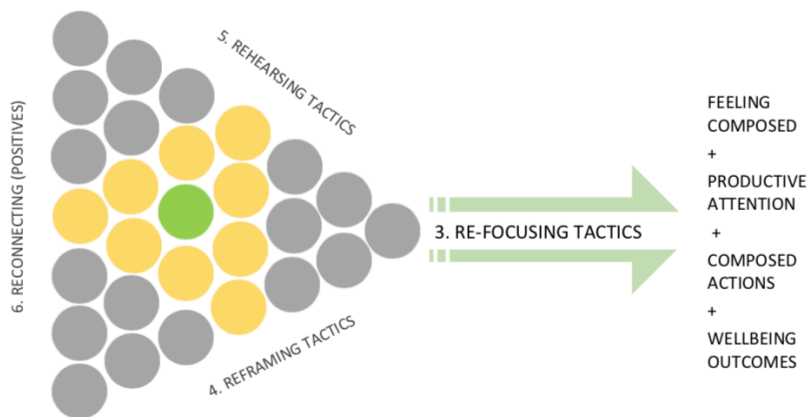 5. REHEARSING TACTICS
6. RECONNECTING (POSITIVES)
3. RE-FOCUSING TACTICS
4. REFRAMING TACTICS
FEELING
COMPOSED
+
PRODUCTIVE
ATTENTION
+
COMPOSED
ACTIONS
+
WELLBEING
OUTCOMES